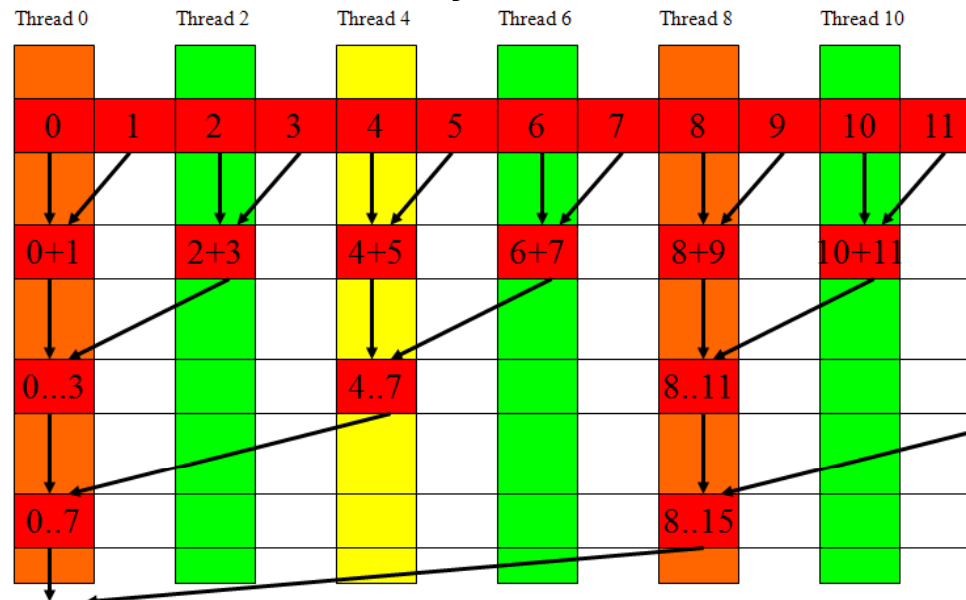 Thread 0 Thread 2 Thread 4 Thread 6 Thread 8 Thread 10
0 1 2 3 4 5 6 7 8 9 10 11
0+1 2+3 4+5 6+7 8+9 10+11
0...3 4..7 8..11
0..7 8..15